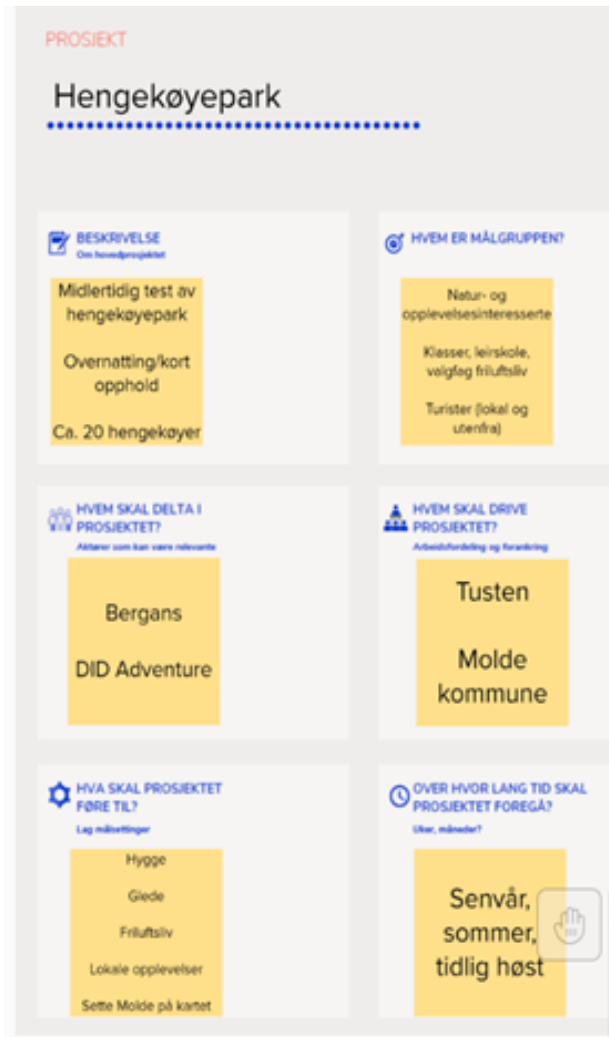 PROSJEKT
Hengekøyepark
BESKRIVELSE
Om hovedprosjektet
Midlertidig test av
hengekøyepark
Overnatting/kort
opphold
Ca. 20 hengekøyer
HVEM ER MÅLGRUPPEN?
Natur- og
opplevelsesinteresserte
Klasser, leirskole,
valgfag friluftsliv
Turister (lokal og
utenfra)
HVEM SKAL DELTA I
PROSJEKTET?
Aktører som kan være relevante
Bergans
DID Adventure
HVEM SKAL DRIVE
PROSJEKTET?
Arbeidsfordeling og forankring
Tusten
Molde
kommune
HVA SKAL PROSJEKTET
FØRE TIL?
Lag målsettinger
Hygge
Glede
Friluftsliv
Lokale opplevelser
Sette Molde på kartet
OVER HVOR LANG TID SKAL
PROSJEKTET FOREGÅ?
Uker, måneder?
Senvår,
sommer,
tidlig høst